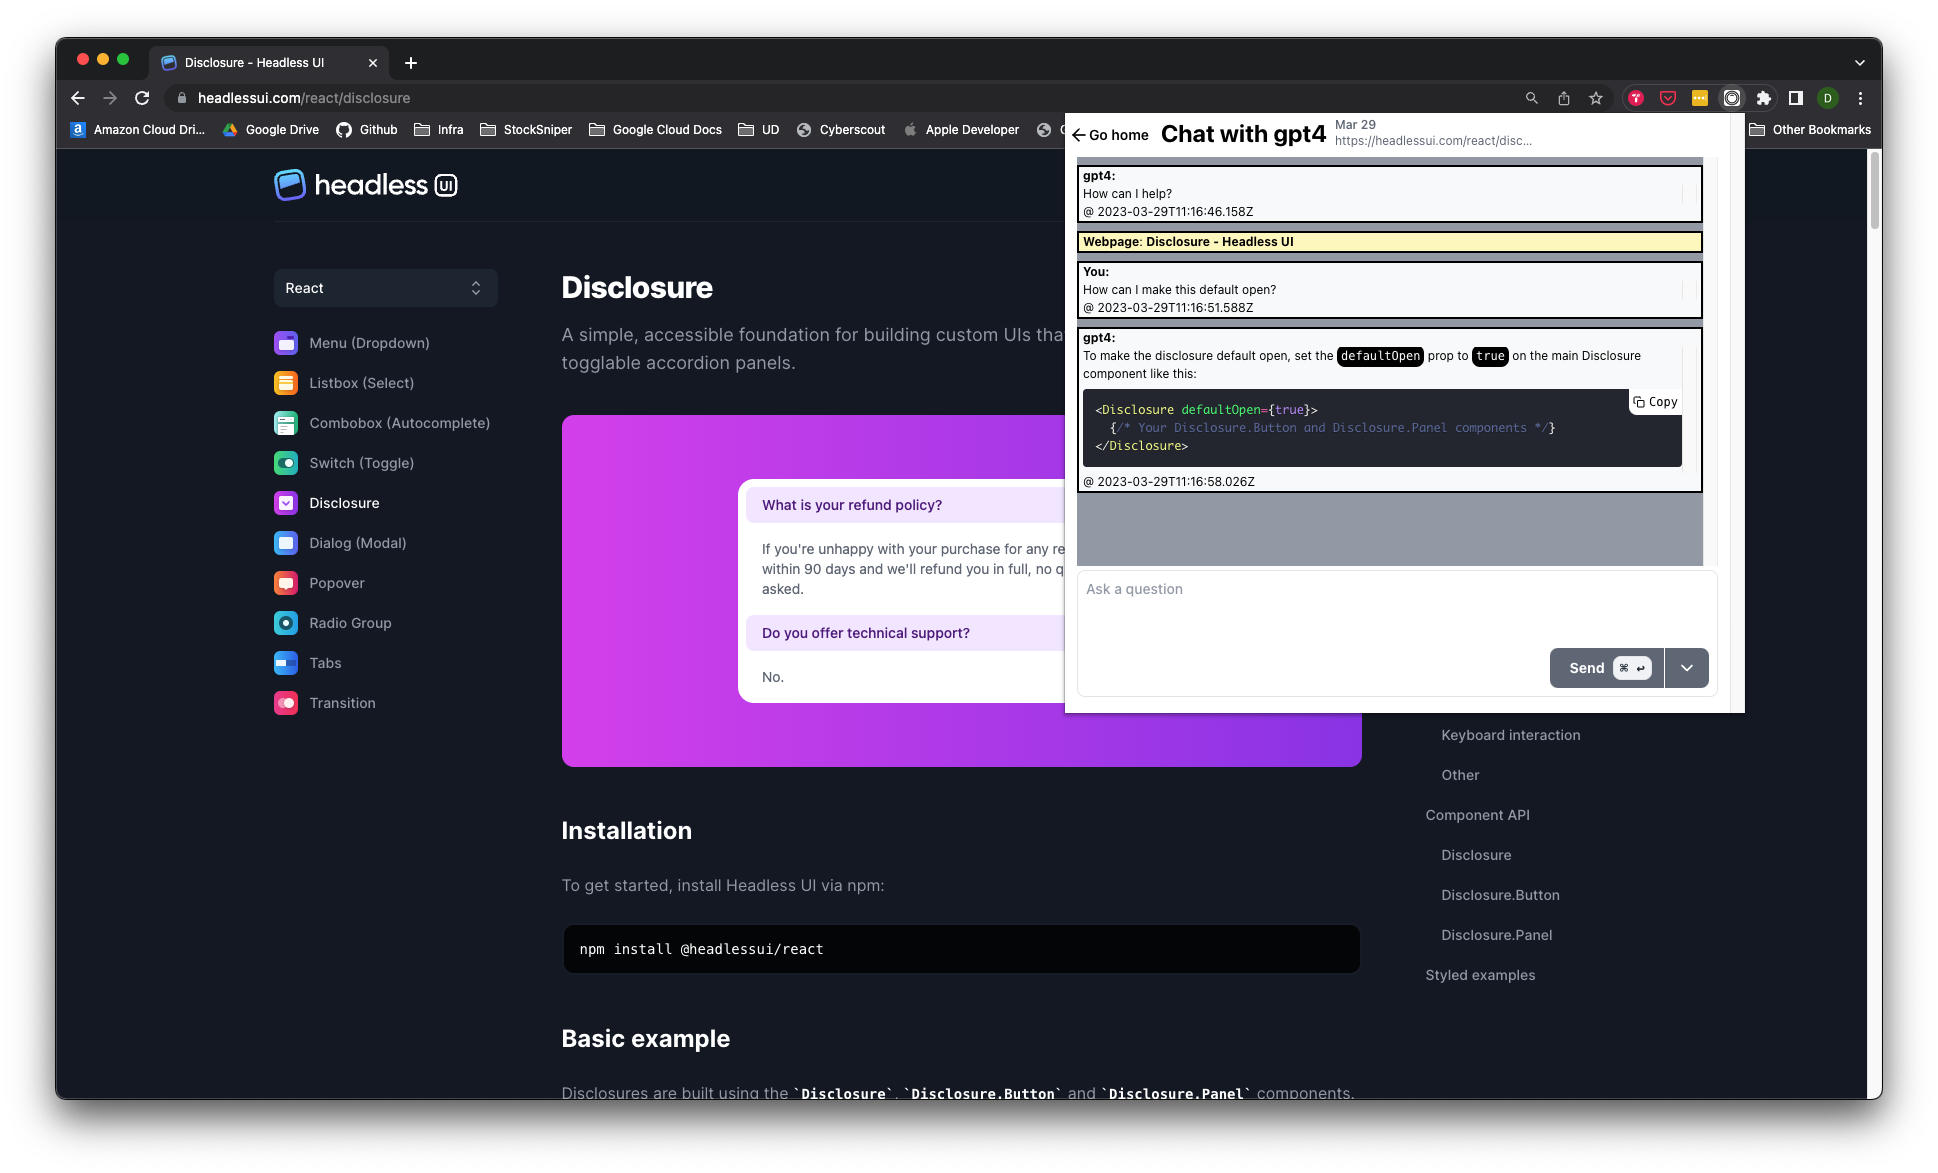 Disclosure - Headless UI
headlessui.com/react/disclosure
T
D
a
Amazon Cloud Dri...
Google Drive
Github
Infra
StockSniper
Google Cloud Docs
UD
Cyberscout
Apple Developer
Other Bookmarks
headless UI
React
Menu (Dropdown)
Listbox (Select)
Combobox (Autocomplete)
Switch (Toggle)
Disclosure
Dialog (Modal)
Popover
Radio Group
Tabs
Transition
Disclosure
A simple, accessible foundation for building custom UIs tha
togglable accordion panels.
What is your refund policy?
If you're unhappy with your purchase for any re
within 90 days and we'll refund you in full, no q
asked.
Do you offer technical support?
No.
Installation
To get started, install Headless UI via npm:
npm install @headlessui/react
Basic example
Disclosures are built using the `Disclosure`, `Disclosure.Button` and `Disclosure.Panel` components.
Go home
Chat with gpt4
Mar 29
https://headlessui.com/react/disc...
gpt4:
How can I help?
@ 2023-03-29T11:16:46.158Z
Webpage: Disclosure - Headless UI
You:
How can I make this default open?
@ 2023-03-29T11:16:51.588Z
gpt4:
To make the disclosure default open, set the defaultOpen prop to true on the main Disclosure
component like this:
Copy
<Disclosure defaultOpen={true}>
{/* Your Disclosure.Button and Disclosure.Panel components */}
</Disclosure>
@ 2023-03-29T11:16:58.026Z
Ask a question
Send ⌘ ↩
Keyboard interaction
Other
Component API
Disclosure
Disclosure.Button
Disclosure.Panel
Styled examples